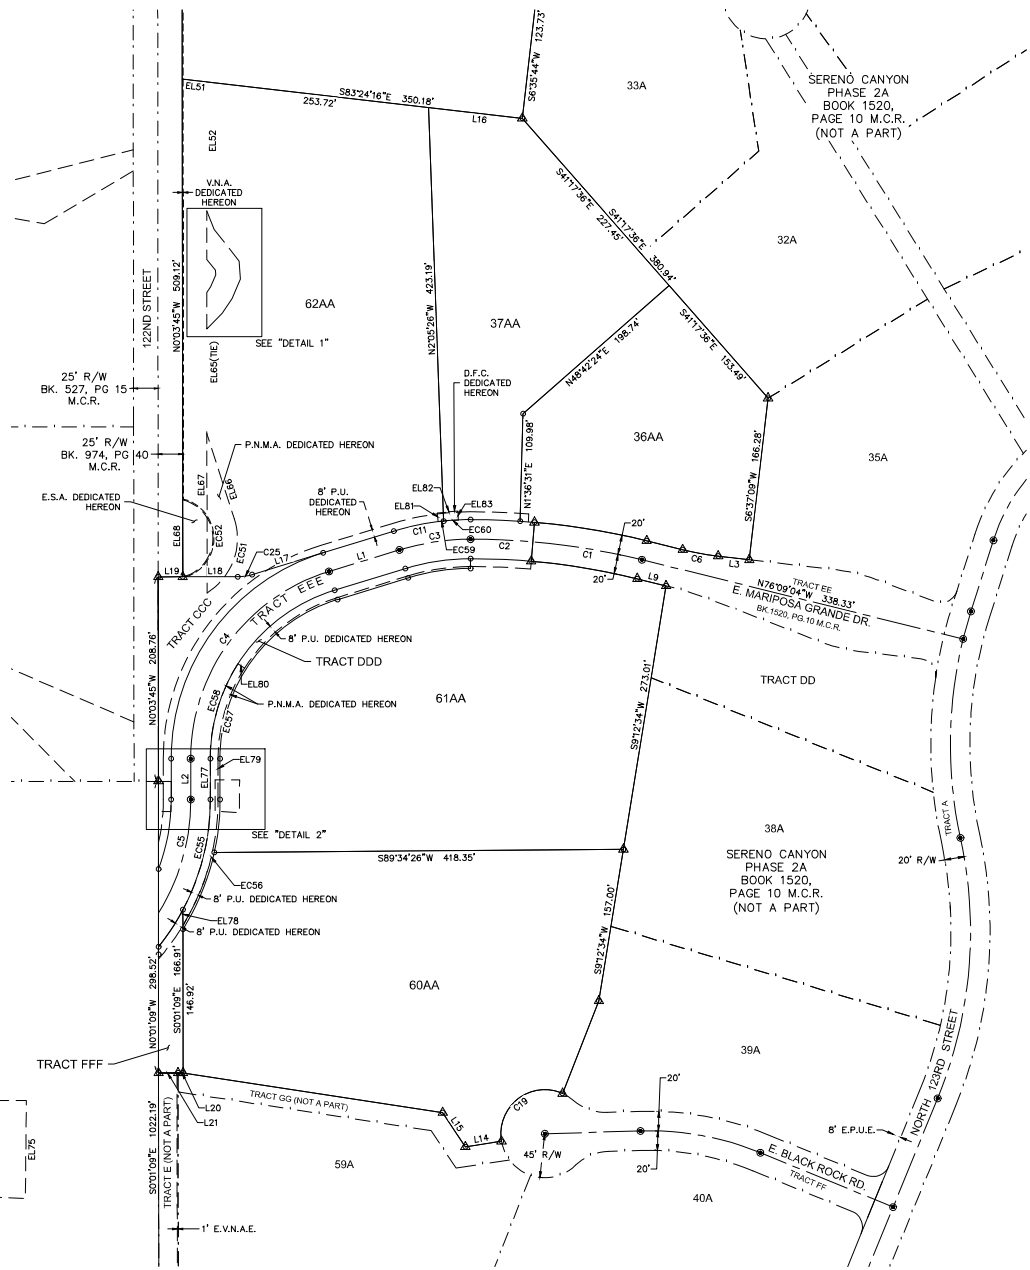 S6°35'44"W 123.73'
33A
SERENO CANYON
PHASE 2A
BOOK 1520,
PAGE 10 M.C.R.
(NOT A PART)
EL51
S83°24'16"E 350.18'
253.72'
L16
EL52
V.N.A.
DEDICATED
HEREON
S41°17'36"E 227.45'
S41°17'36"E 380.94'
32A
122ND STREET
N0°03'45"W 509.12'
62AA
N2°05'26"W 423.19'
37AA
SEE "DETAIL 1"
EL65(TIE)
N48°42'24"E 198.74'
S41°17'36"E 153.49'
25' R/W
BK. 527, PG 15
M.C.R.
D.F.C.
DEDICATED
HEREON
25' R/W
BK. 974, PG 40
M.C.R.
P.N.M.A. DEDICATED HEREON
36AA
35A
N1°36'31"E 109.98'
S6°37'09"W 166.28'
E.S.A. DEDICATED
HEREON
EL67
EL66
8' P.U.
DEDICATED
HEREON
EL82
EL81
EL83
EL68
EC52
EC51
C25
L17
C11
C3
EC60
EC59
C2
20'
C1
C6
L3
L19
L18
L1
20'
L9
TRACT EE
N76°09'04"W 338.33'
E. MARIPOSA GRANDE DR.
BK.1520, PG.10 M.C.R.
TRACT CCC
TRACT EEE
C4
8' P.U. DEDICATED HEREON
TRACT DDD
N0°03'45"W 208.76'
EL80
TRACT DD
P.N.M.A. DEDICATED HEREON
61AA
S9°12'34"W 273.01'
EC58
EC57
L2
EL77
EL79
TRACT A
SEE "DETAIL 2"
38A
C5
EC55
S89°34'26"W 418.35'
20' R/W
SERENO CANYON
PHASE 2A
BOOK 1520,
PAGE 10 M.C.R.
(NOT A PART)
EC56
8' P.U. DEDICATED HEREON
EL78
8' P.U. DEDICATED HEREON
S9°12'34"W 157.00'
N0°01'09"W 298.52'
S0°01'09"E 166.91'
146.92'
60AA
39A
NORTH 123RD STREET
TRACT FFF
TRACT GG (NOT A PART)
L20
L21
C19
20'
L15
L14
8' E.P.U.E.
45' R/W
20'
E. BLACK ROCK RD.
TRACT FF
EL75
59A
40A
S0°01'09"E 1022.19'
TRACT E (NOT A PART)
1' E.V.N.A.E.